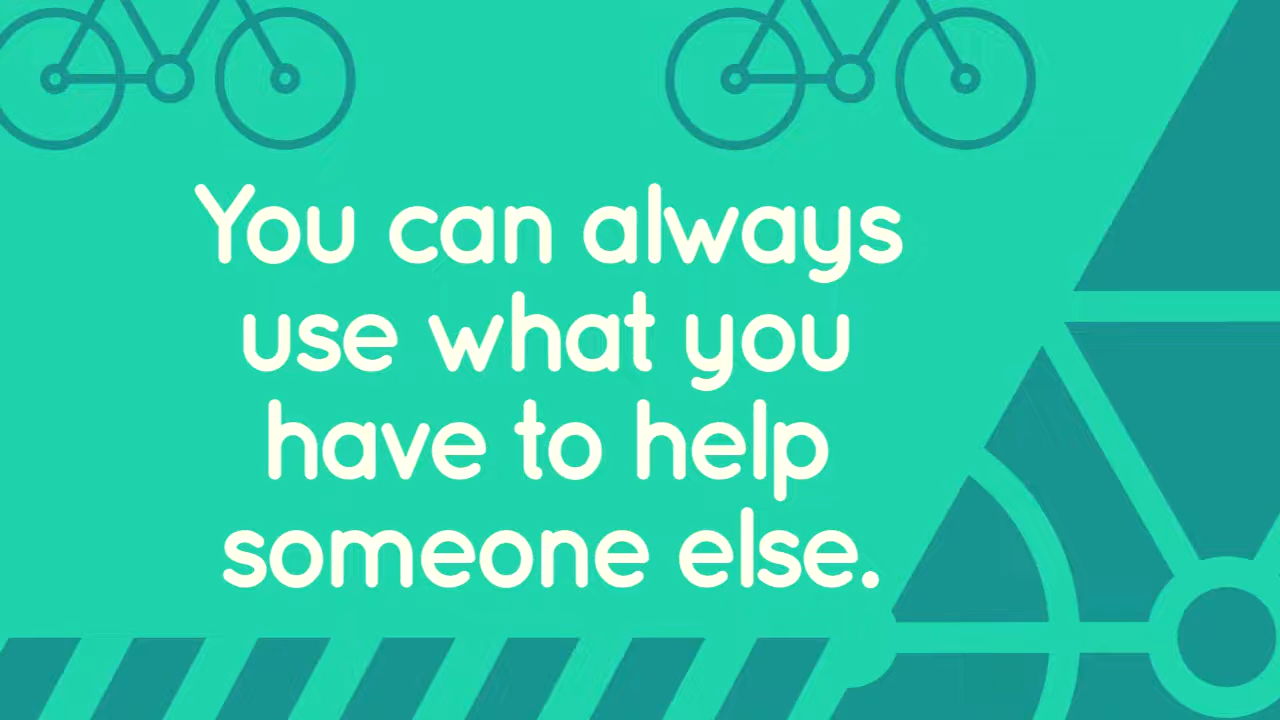 You can always
use what you
have to help
someone else.